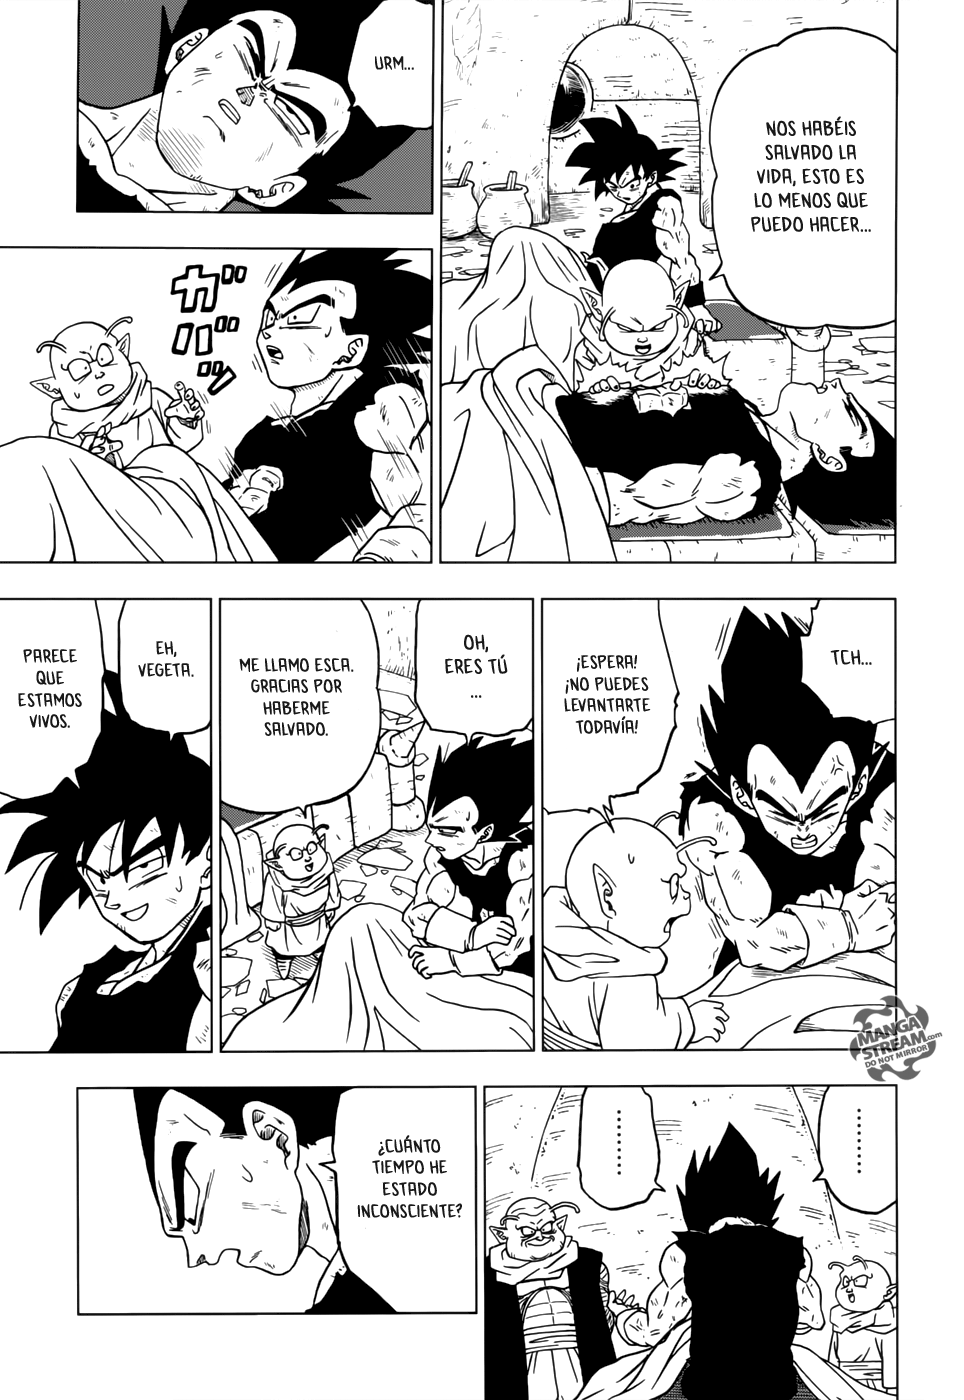 NOS HABÉIS
SALVADO LA
VIDA, ESTO ES
LO MENOS QUE
PUEDO HACER...
URM...
ガバッ
TCH...
¡ESPERA!
¡NO PUEDES
LEVANTARTE
TODAVÍA!
OH,
ERES TÚ
...
ME LLAMO ESCA.
GRACIAS POR
HABERME
SALVADO.
EH,
VEGETA.
PARECE
QUE
ESTAMOS
VIVOS.
MANGA
STREAM.com
DO NOT MIRROR
........
........
¿CUÁNTO
TIEMPO HE
ESTADO
INCONSCIENTE?